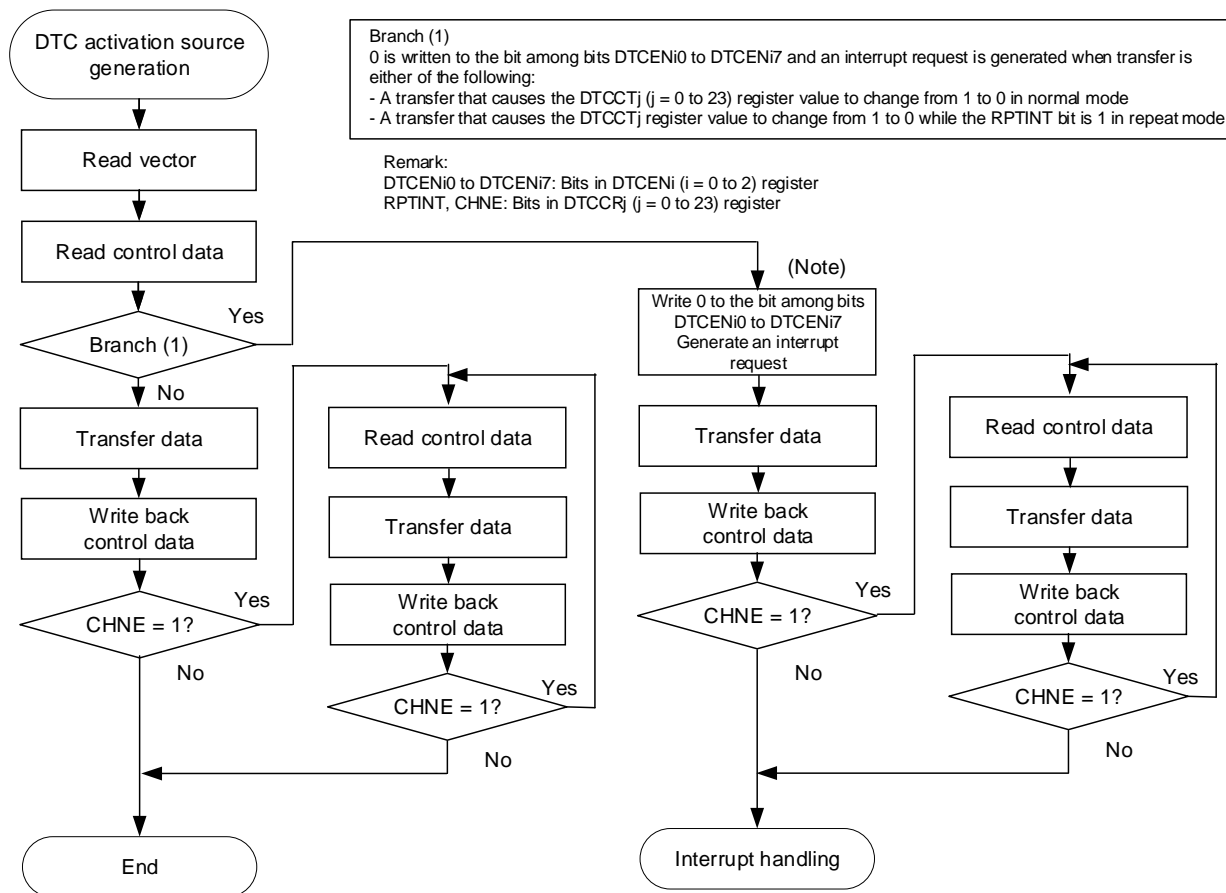 DTC activation source
generation
Branch (1)
0 is written to the bit among bits DTCENi0 to DTCENi7 and an interrupt request is generated when transfer is
either of the following:
- A transfer that causes the DTCCTj (j = 0 to 23) register value to change from 1 to 0 in normal mode
- A transfer that causes the DTCCTj register value to change from 1 to 0 while the RPTINT bit is 1 in repeat mode
Remark:
DTCENi0 to DTCENi7: Bits in DTCENi (i = 0 to 2) register
RPTINT, CHNE: Bits in DTCCRj (j = 0 to 23) register
Read vector
Read control data
Branch (1)
Yes
No
Transfer data
Write back
control data
CHNE = 1?
Yes
No
Read control data
Transfer data
Write back
control data
CHNE = 1?
Yes
No
End
(Note)
Write 0 to the bit among bits
DTCENi0 to DTCENi7
Generate an interrupt
request
Transfer data
Write back
control data
CHNE = 1?
Yes
No
Read control data
Transfer data
Write back
control data
CHNE = 1?
Yes
No
Interrupt handling